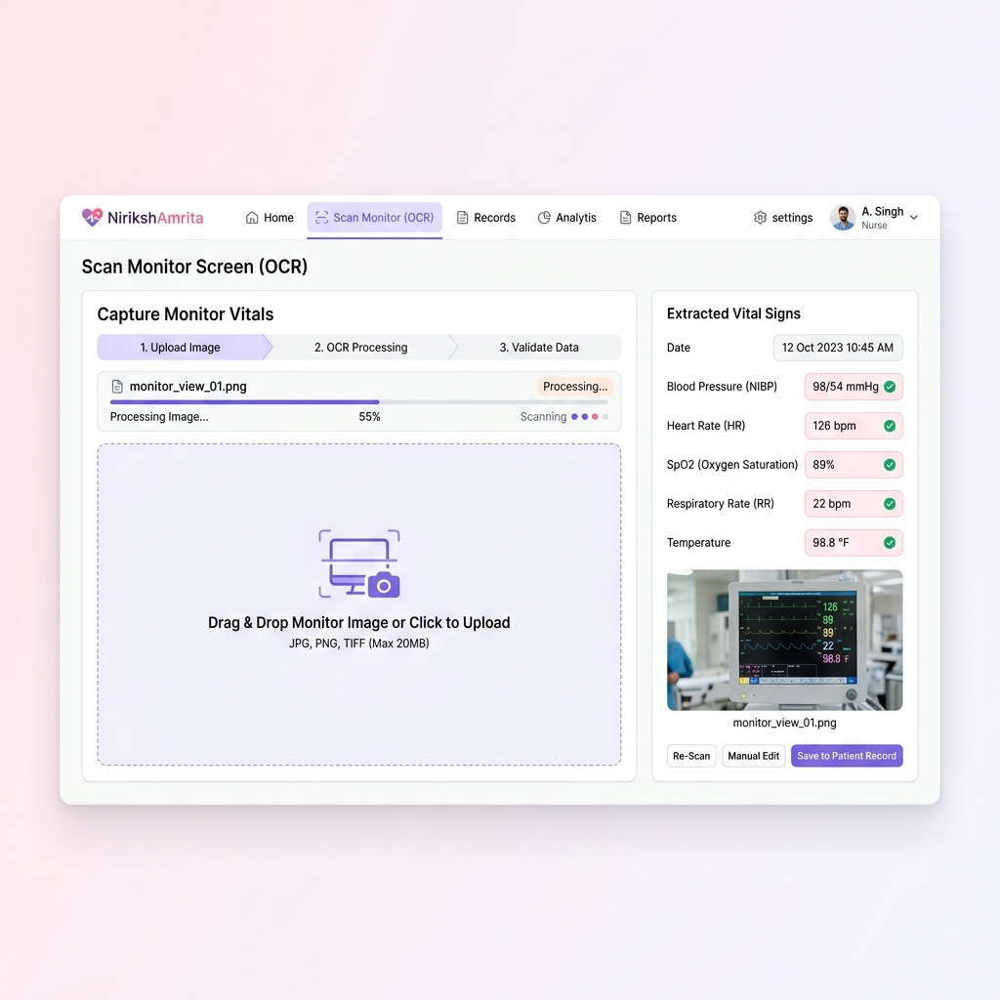 NirikshAmrita
Home
Scan Monitor (OCR)
Records
Analytis
Reports
settings
A. Singh
Nurse
Scan Monitor Screen (OCR)
Capture Monitor Vitals
1. Upload Image
2. OCR Processing
3. Validate Data
monitor_view_01.png
Processing...
Processing Image...
55%
Scanning
Drag & Drop Monitor Image or Click to Upload
JPG, PNG, TIFF (Max 20MB)
Extracted Vital Signs
Date
12 Oct 2023 10:45 AM
Blood Pressure (NIBP)
98/54 mmHg
Heart Rate (HR)
126 bpm
SpO2 (Oxygen Saturation)
89%
Respiratory Rate (RR)
22 bpm
Temperature
98.8 °F
126
89
89
22
98.8 °F
monitor_view_01.png
Re-Scan
Manual Edit
Save to Patient Record